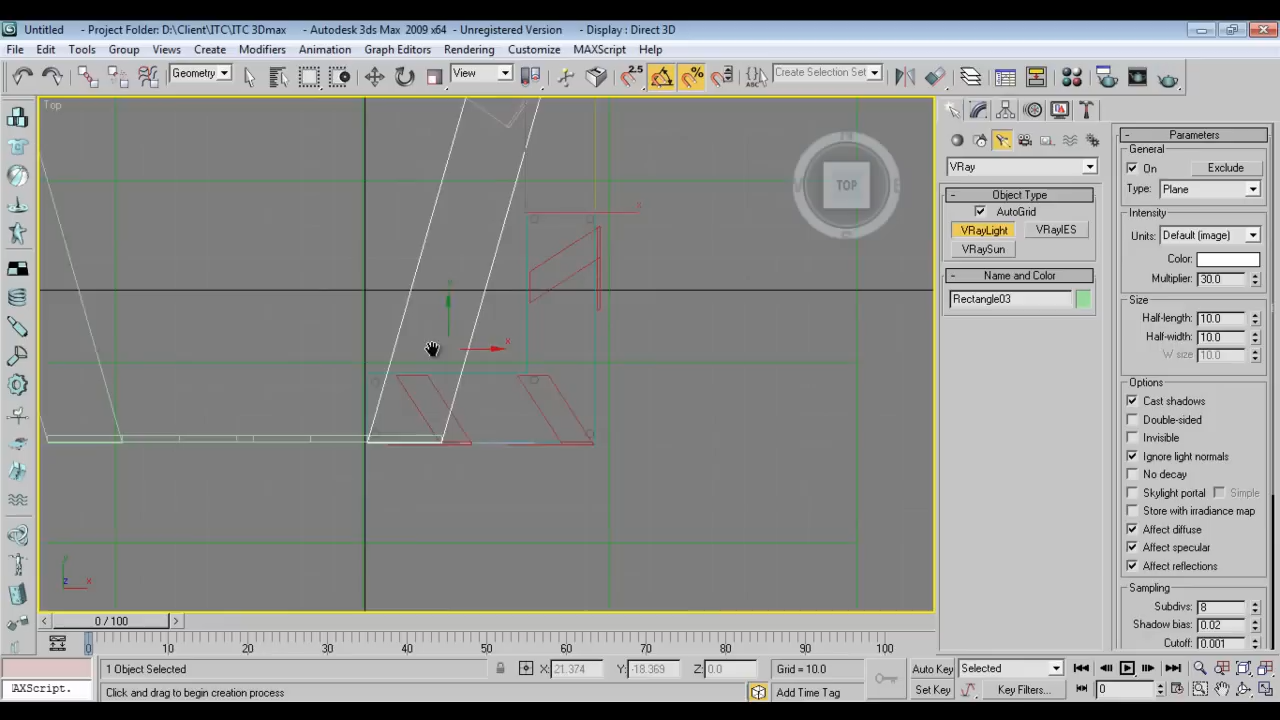 Untitled - Project Folder: D:\Client\ITC\ITC 3Dmax - Autodesk 3ds Max 2009 x64 - Unregistered Version - Display : Direct 3D
File Edit Tools Group Views Create Modifiers Animation Graph Editors Rendering Customize MAXScript Help
Geometry View 2.5 Create Selection Set
Top
TOP
x
x
z x
VRay
Object Type
AutoGrid
VRayLight VRayIES
VRaySun
Name and Color
Rectangle03
Parameters
General
On Exclude
Type: Plane
Intensity
Units: Default (image)
Color:
Multiplier: 30.0
Size
Half-length: 10.0
Half-width: 10.0
W size 10.0
Options
Cast shadows
Double-sided
Invisible
Ignore light normals
No decay
Skylight portal Simple
Store with irradiance map
Affect diffuse
Affect specular
Affect reflections
Sampling
Subdivs: 8
Shadow bias: 0.02
Cutoff: 0.001
0 / 100
0 10 20 30 40 50 60 70 80 90 100
1 Object Selected X: 21.374 Y: -18.369 Z: 0.0 Grid = 10.0 Auto Key Selected
AXScript. Click and drag to begin creation process Add Time Tag Set Key Key Filters... 0